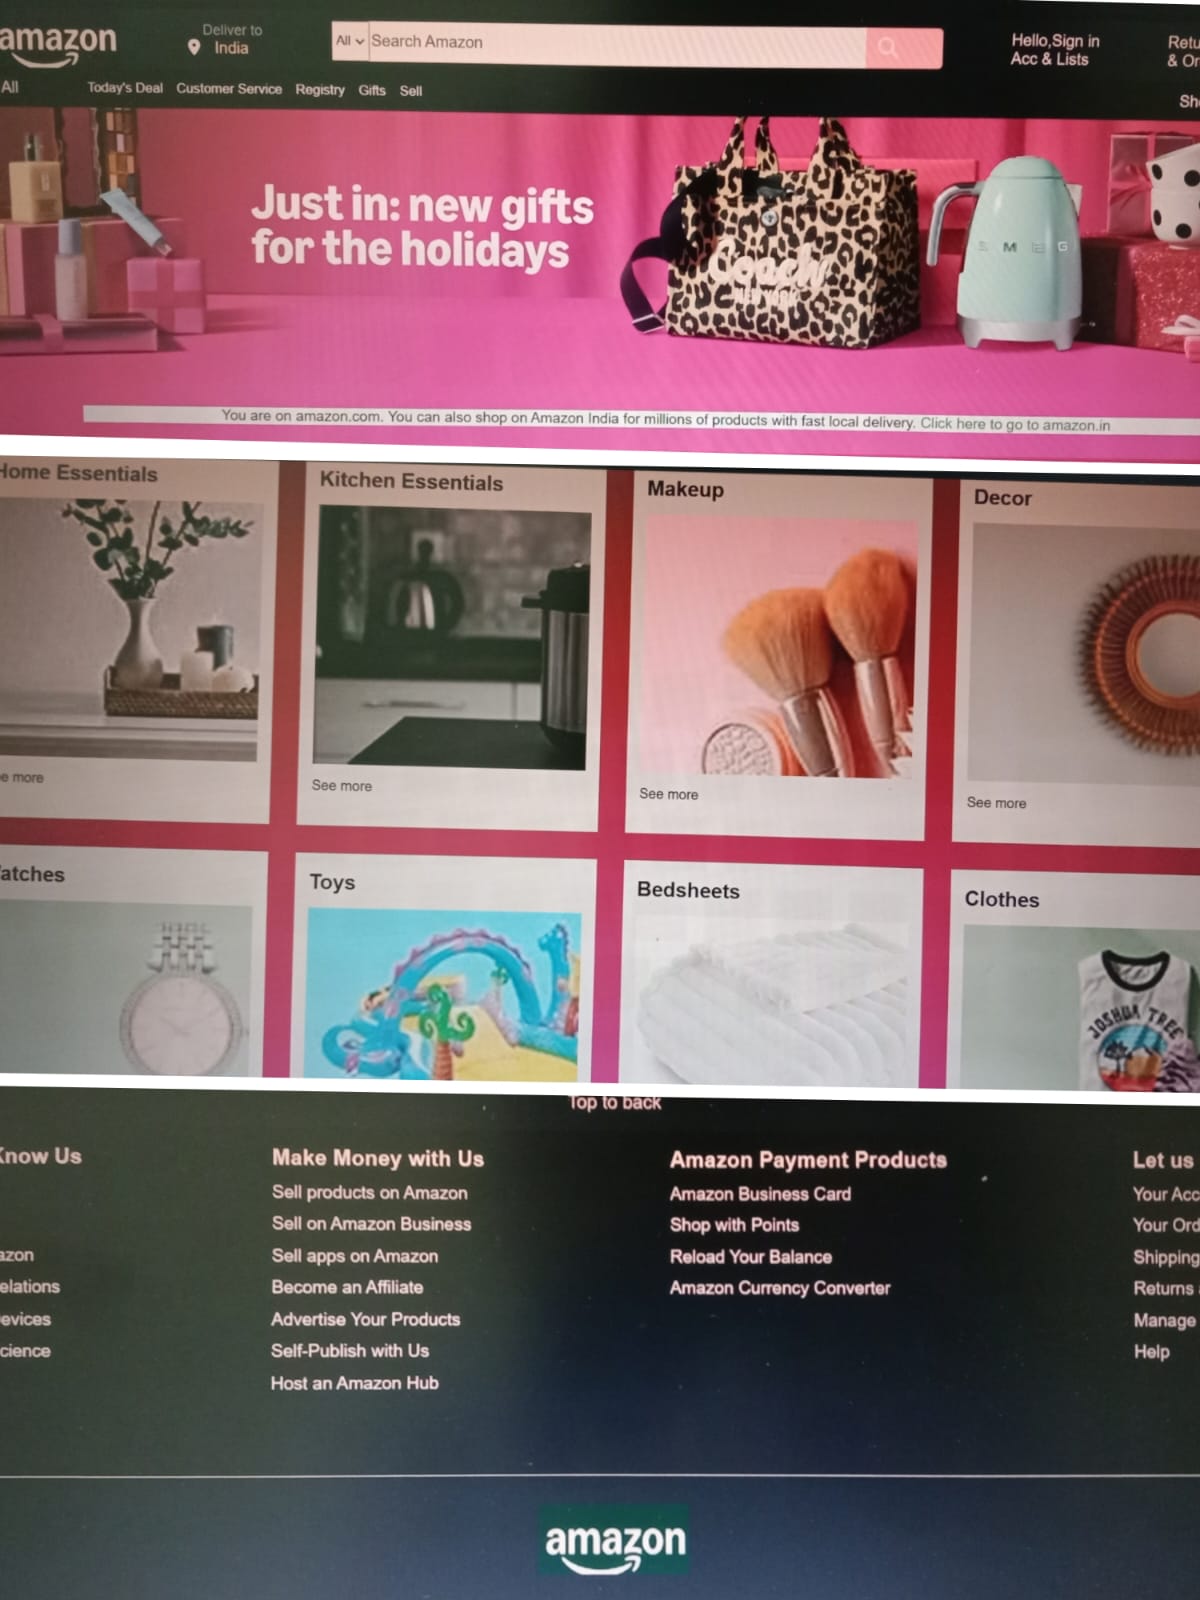 amazon
Deliver to
India
All
Search Amazon
Hello,Sign in
Acc & Lists
Retu
& Or
All
Today's Deal Customer Service Registry Gifts Sell
Sh
Just in: new gifts
for the holidays
Coach
NEW YORK
SMEG
You are on amazon.com. You can also shop on Amazon India for millions of products with fast local delivery. Click here to go to amazon.in
Home Essentials
Kitchen Essentials
Makeup
Decor
e more
See more
See more
See more
atches
Toys
Bedsheets
Clothes
JOSHUA TREE
Top to back
Know Us
azon
elations
evices
cience
Make Money with Us
Sell products on Amazon
Sell on Amazon Business
Sell apps on Amazon
Become an Affiliate
Advertise Your Products
Self-Publish with Us
Host an Amazon Hub
Amazon Payment Products
Amazon Business Card
Shop with Points
Reload Your Balance
Amazon Currency Converter
Let us
Your Acc
Your Ord
Shipping
Returns
Manage
Help
amazon